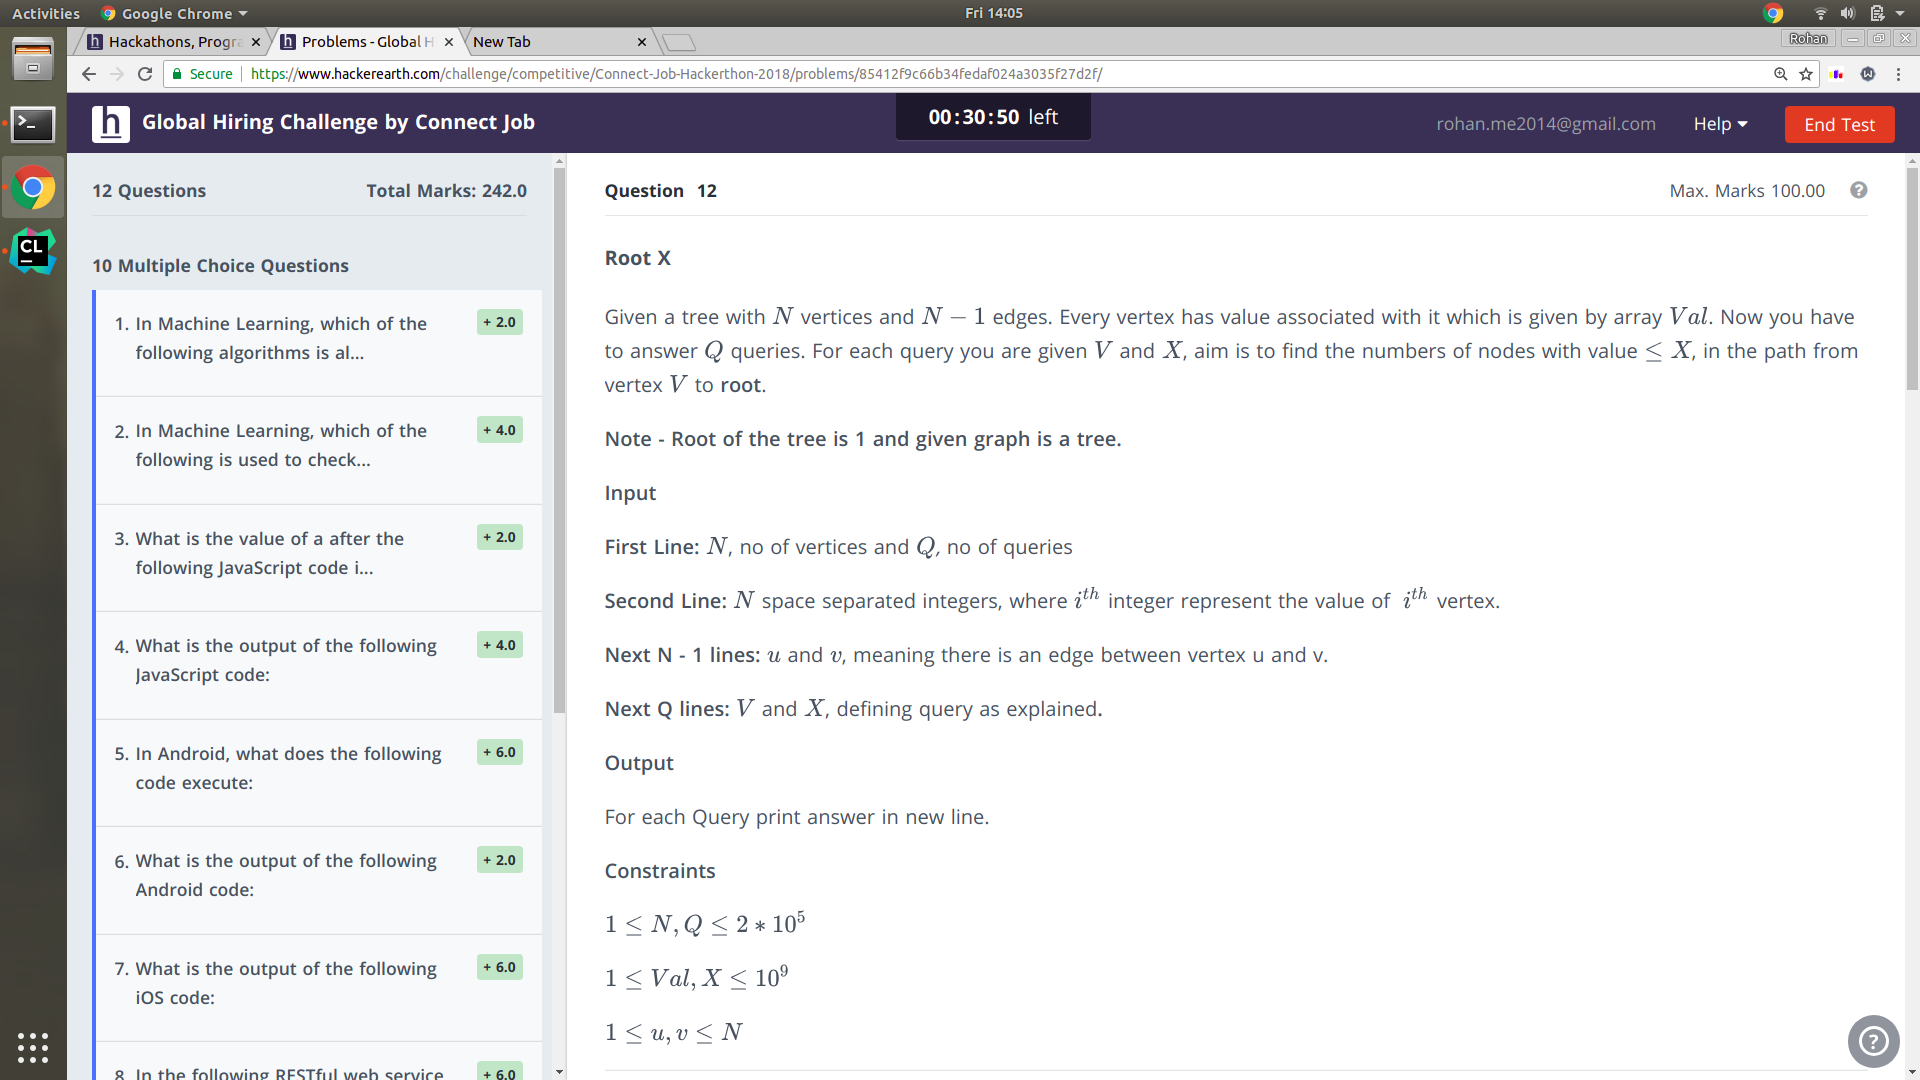 Activities Google Chrome Fri 14:05
Hackathons, Progra Problems - Global H New Tab Rohan
Secure https://www.hackerearth.com/challenge/competitive/Connect-Job-Hackerthon-2018/problems/85412f9c66b34fedaf024a3035f27d2f/
h Global Hiring Challenge by Connect Job 00:30:50 left rohan.me2014@gmail.com Help End Test
12 Questions Total Marks: 242.0
10 Multiple Choice Questions
1. In Machine Learning, which of the + 2.0
following algorithms is al...
2. In Machine Learning, which of the + 4.0
following is used to check...
3. What is the value of a after the + 2.0
following JavaScript code i...
4. What is the output of the following + 4.0
JavaScript code:
5. In Android, what does the following + 6.0
code execute:
6. What is the output of the following + 2.0
Android code:
7. What is the output of the following + 6.0
iOS code:
8. In the following RESTful web service + 6.0
Question 12 Max. Marks 100.00 ?
Root X
Given a tree with N vertices and N − 1 edges. Every vertex has value associated with it which is given by array Val. Now you have
to answer Q queries. For each query you are given V and X, aim is to find the numbers of nodes with value ≤ X, in the path from
vertex V to root.
Note - Root of the tree is 1 and given graph is a tree.
Input
First Line: N, no of vertices and Q, no of queries
Second Line: N space separated integers, where i^th integer represent the value of i^th vertex.
Next N - 1 lines: u and v, meaning there is an edge between vertex u and v.
Next Q lines: V and X, defining query as explained.
Output
For each Query print answer in new line.
Constraints
1 ≤ N, Q ≤ 2 ∗ 10^5
1 ≤ Val, X ≤ 10^9
1 ≤ u, v ≤ N
CL
?